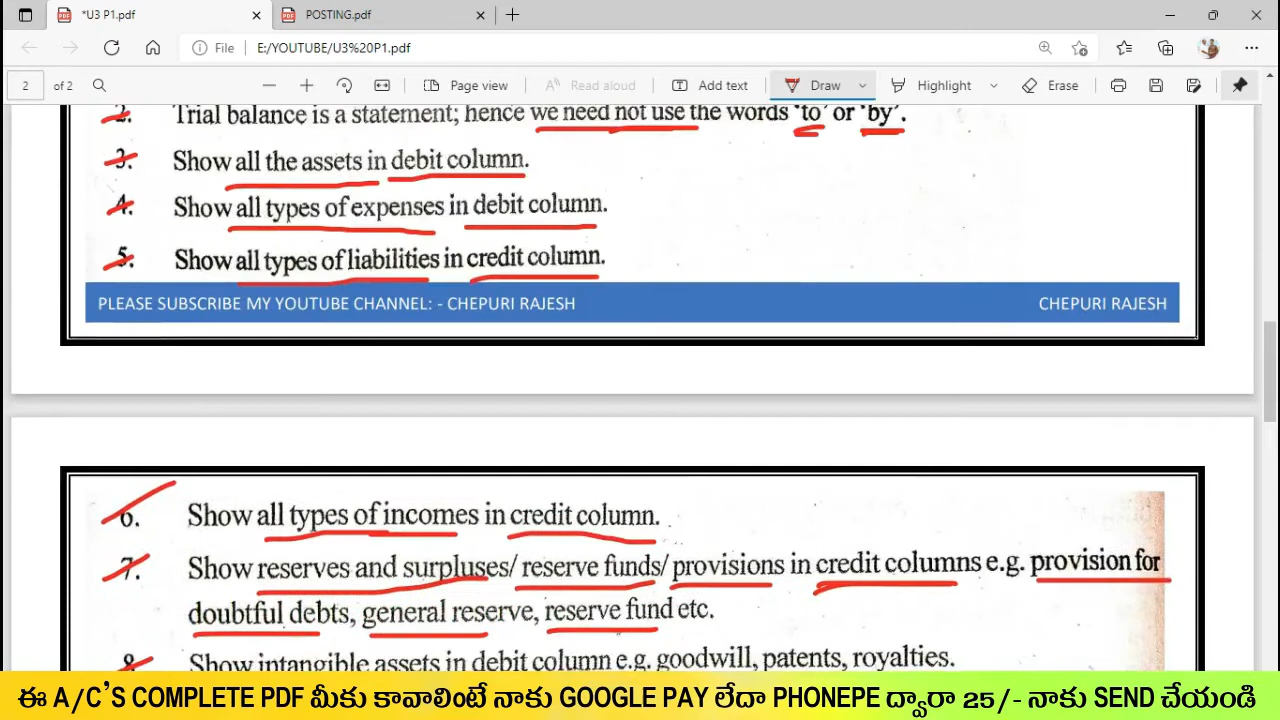 *U3 P1.pdf
POSTING.pdf
File E:/YOUTUBE/U3%20P1.pdf
2 of 2 Page view Read aloud Add text Draw Highlight Erase
2. Trial balance is a statement; hence we need not use the words 'to' or 'by'.
3. Show all the assets in debit column.
4. Show all types of expenses in debit column.
5. Show all types of liabilities in credit column.
PLEASE SUBSCRIBE MY YOUTUBE CHANNEL: - CHEPURI RAJESH CHEPURI RAJESH
6. Show all types of incomes in credit column.
7. Show reserves and surpluses/ reserve funds/ provisions in credit columns e.g. provision for
doubtful debts, general reserve, reserve fund etc.
8. Show intangible assets in debit column e.g. goodwill, patents, royalties.
ఈ A/C'S COMPLETE PDF మీకు కావాలింటే నాకు GOOGLE PAY లేదా PHONEPE ద్వారా 25/- నాకు SEND చేయండి